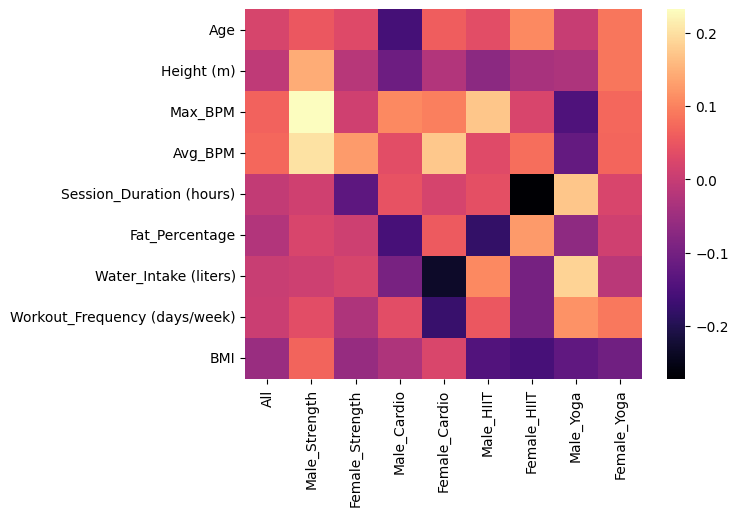 Age
Height (m)
Max_BPM
Avg_BPM
Session_Duration (hours)
Fat_Percentage
Water_Intake (liters)
Workout_Frequency (days/week)
BMI
All
Male_Strength
Female_Strength
Male_Cardio
Female_Cardio
Male_HIIT
Female_HIIT
Male_Yoga
Female_Yoga
0.2
0.1
0.0
−0.1
−0.2